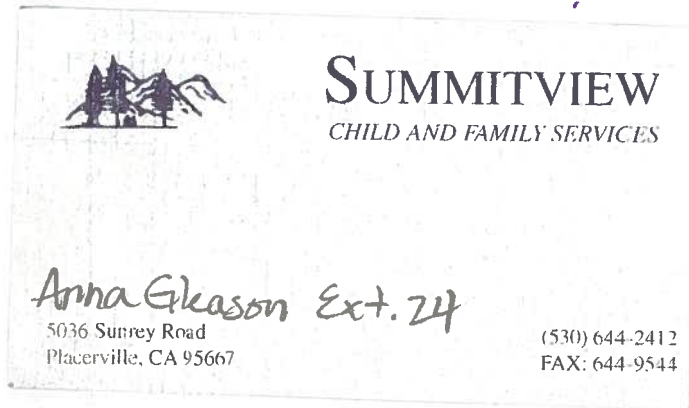 SUMMITVIEW
CHILD AND FAMILY SERVICES
Anna Gleason Ext. 24
5036 Sunrey Road
Placerville, CA 95667
(530) 644-2412
FAX: 644-9544